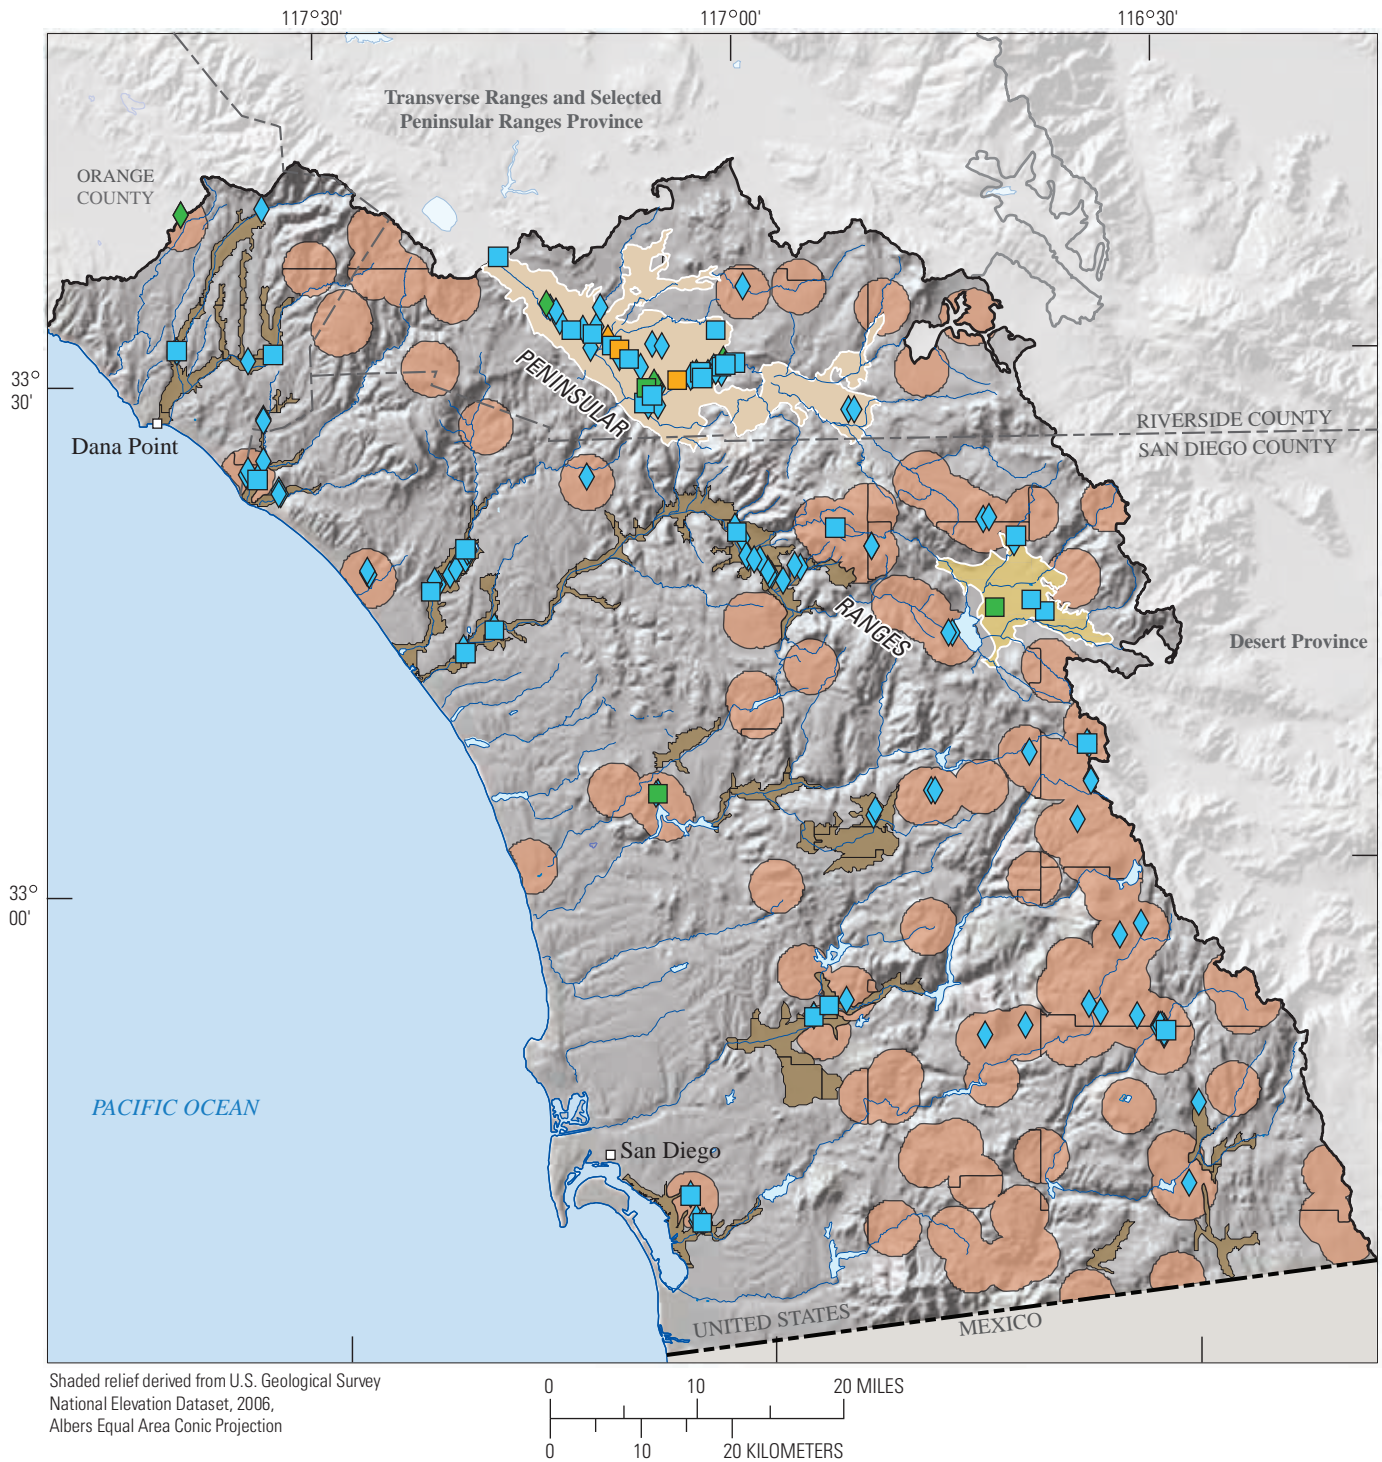 117°30'
117°00'
116°30'
Transverse Ranges and Selected
Peninsular Ranges Province
ORANGE
COUNTY
PENINSULAR
33°
30'
RIVERSIDE COUNTY
SAN DIEGO COUNTY
Dana Point
RANGES
Desert Province
33°
00'
PACIFIC OCEAN
San Diego
UNITED STATES
MEXICO
Shaded relief derived from U.S. Geological Survey
National Elevation Dataset, 2006,
Albers Equal Area Conic Projection
0 10 20 MILES
0 10 20 KILOMETERS